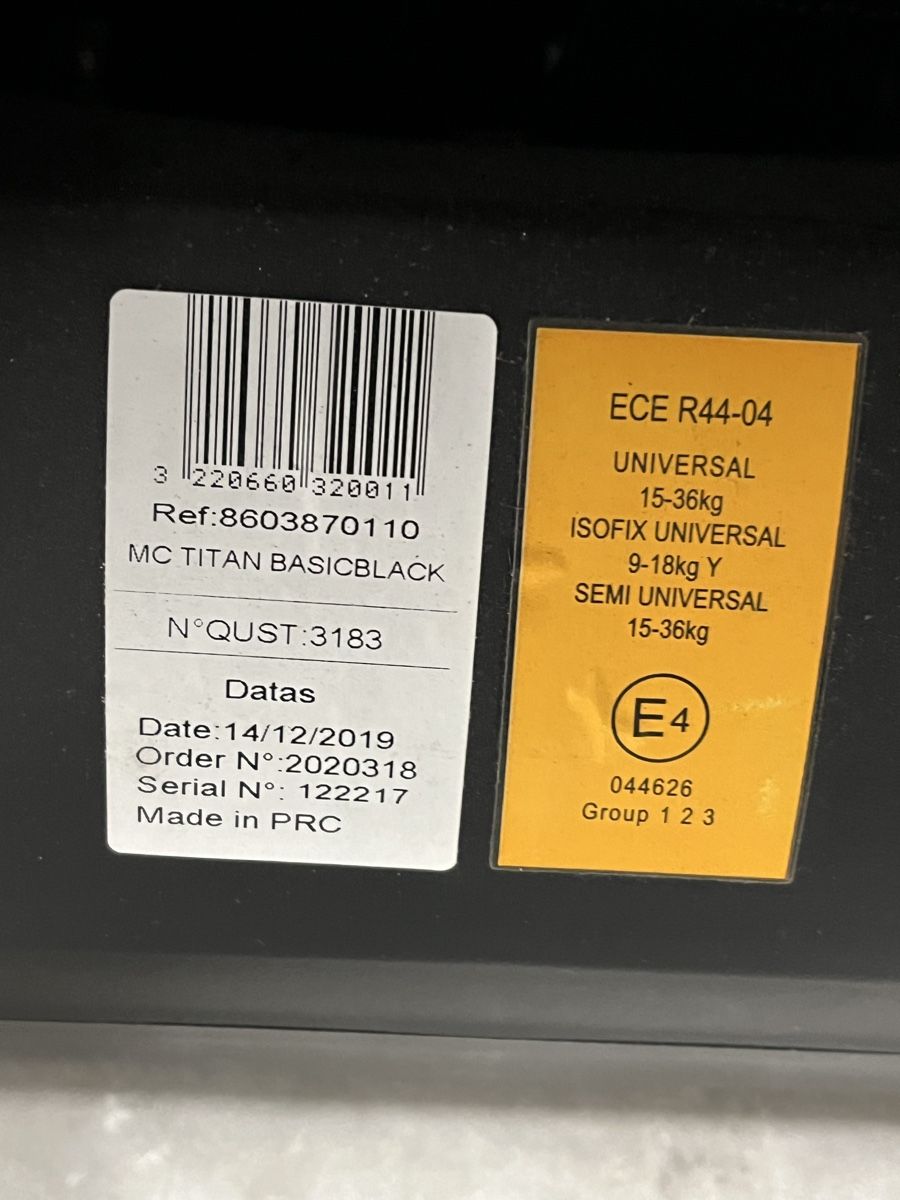 3 220660 320011
Ref:8603870110
MC TITAN BASICBLACK
N°QUST:3183
Datas
Date:14/12/2019
Order N°:2020318
Serial N°: 122217
Made in PRC
ECE R44-04
UNIVERSAL
15-36kg
ISOFIX UNIVERSAL
9-18kg Y
SEMI UNIVERSAL
15-36kg
E4
044626
Group 1 2 3